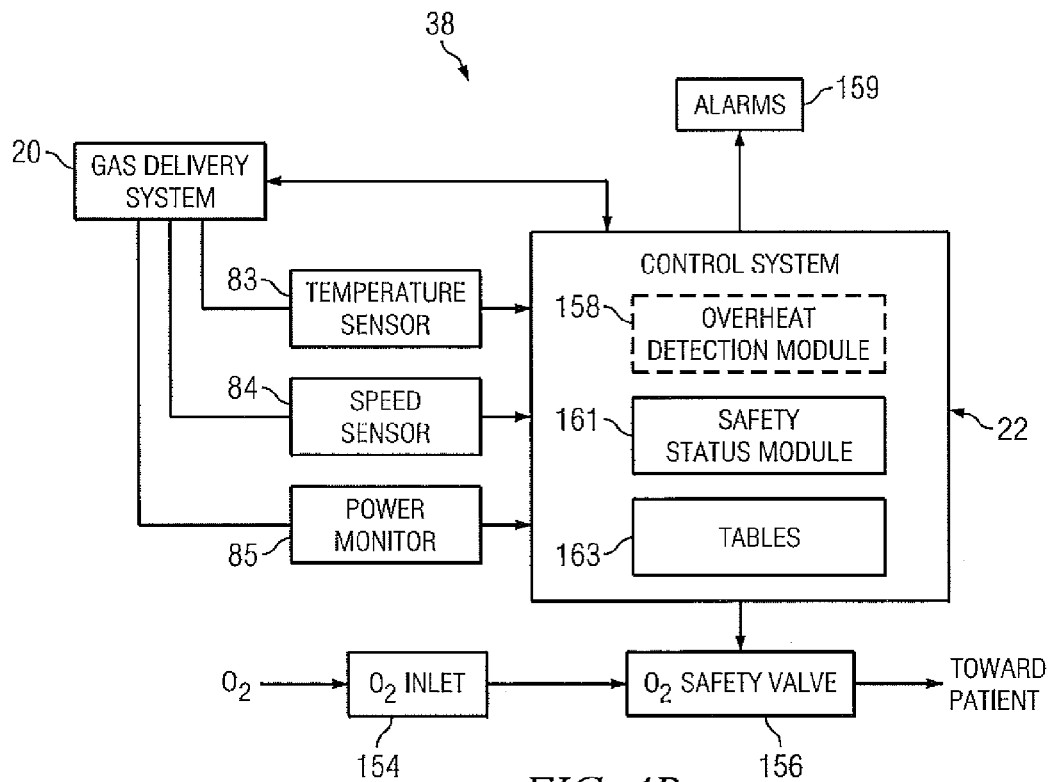 38
ALARMS
159
20
GAS DELIVERY
SYSTEM
CONTROL SYSTEM
83
TEMPERATURE
SENSOR
158
OVERHEAT
DETECTION MODULE
84
SPEED
SENSOR
161
SAFETY
STATUS MODULE
22
85
POWER
MONITOR
163
TABLES
O2
O2 INLET
O2 SAFETY VALVE
TOWARD
PATIENT
154
156
FIG. 4B